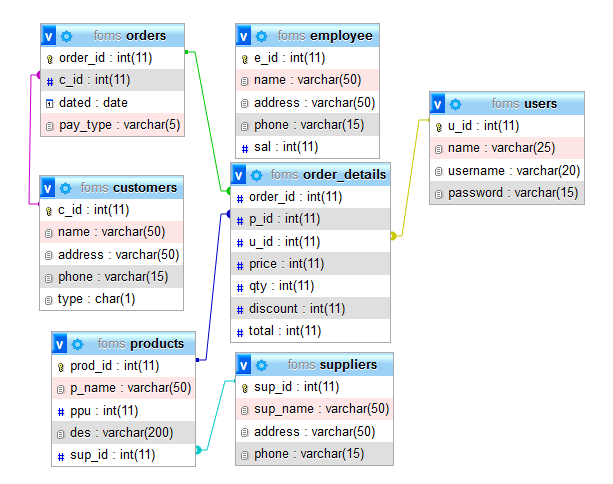 v foms orders
order_id : int(11)
# c_id : int(11)
dated : date
pay_type : varchar(5)
v foms employee
e_id : int(11)
name : varchar(50)
address : varchar(50)
phone : varchar(15)
# sal : int(11)
v foms users
u_id : int(11)
name : varchar(25)
username : varchar(20)
password : varchar(15)
v foms customers
c_id : int(11)
name : varchar(50)
address : varchar(50)
phone : varchar(15)
type : char(1)
v foms order_details
# order_id : int(11)
# p_id : int(11)
# u_id : int(11)
# price : int(11)
# qty : int(11)
# discount : int(11)
# total : int(11)
v foms products
prod_id : int(11)
p_name : varchar(50)
# ppu : int(11)
des : varchar(200)
# sup_id : int(11)
v foms suppliers
sup_id : int(11)
sup_name : varchar(50)
address : varchar(50)
phone : varchar(15)